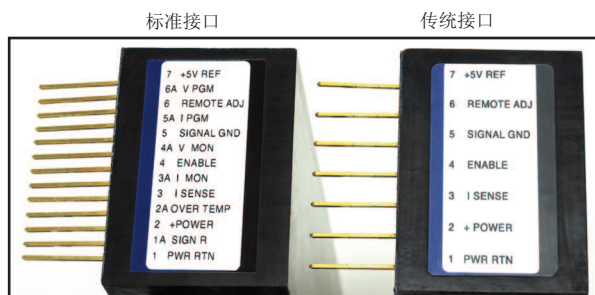 标准接口
传统接口
7 +5V REF
6A V PGM
6 REMOTE ADJ
5A I PGM
5 SIGNAL GND
4A V MON
4 ENABLE
3A I MON
3 I SENSE
2A OVER TEMP
2 +POWER
1A SIGN R
1 PWR RTN
7 +5V REF
6 REMOTE ADJ
5 SIGNAL GND
4 ENABLE
3 I SENSE
2 + POWER
1 PWR RTN